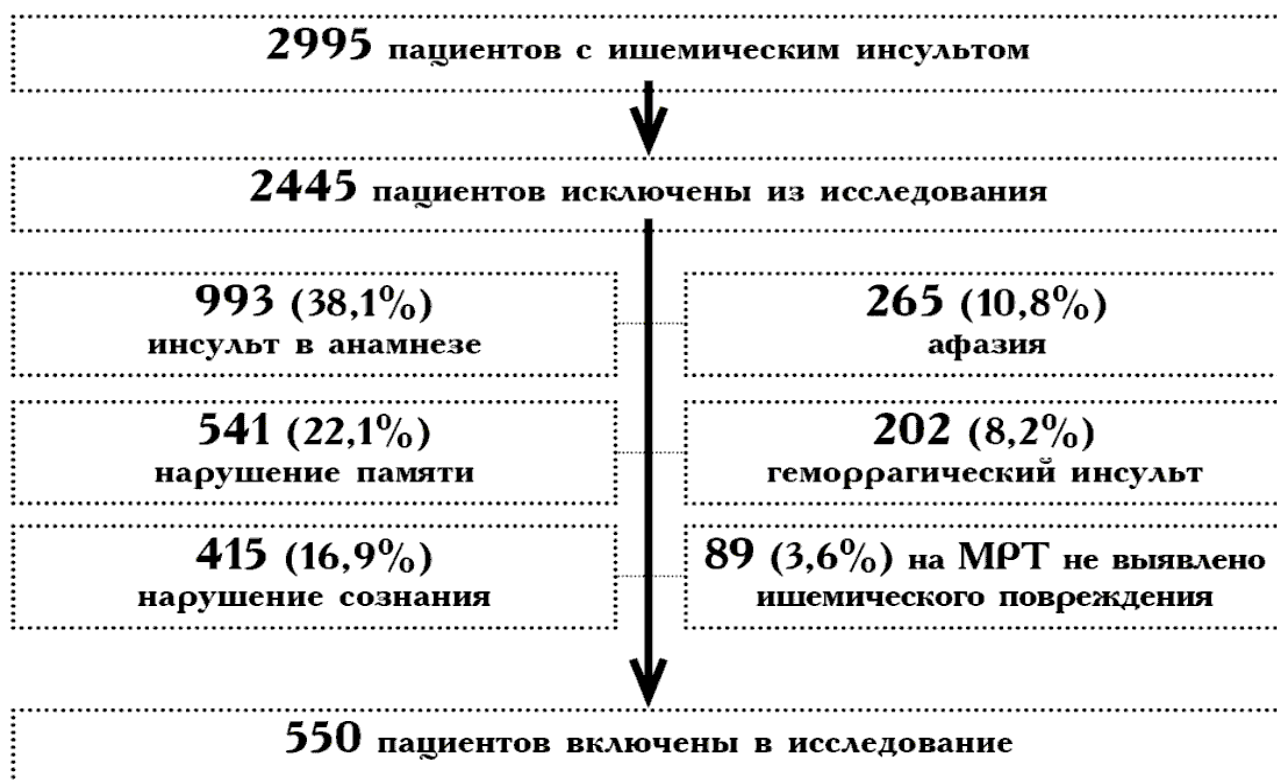 2995 пациентов с ишемическим инсультом
2445 пациентов исключены из исследования
993 (38,1%)
инсульт в анамнезе
265 (10,8%)
афазия
541 (22,1%)
нарушение памяти
202 (8,2%)
геморрагический инсульт
415 (16,9%)
нарушение сознания
89 (3,6%) на МРТ не выявлено
ишемического повреждения
550 пациентов включены в исследование